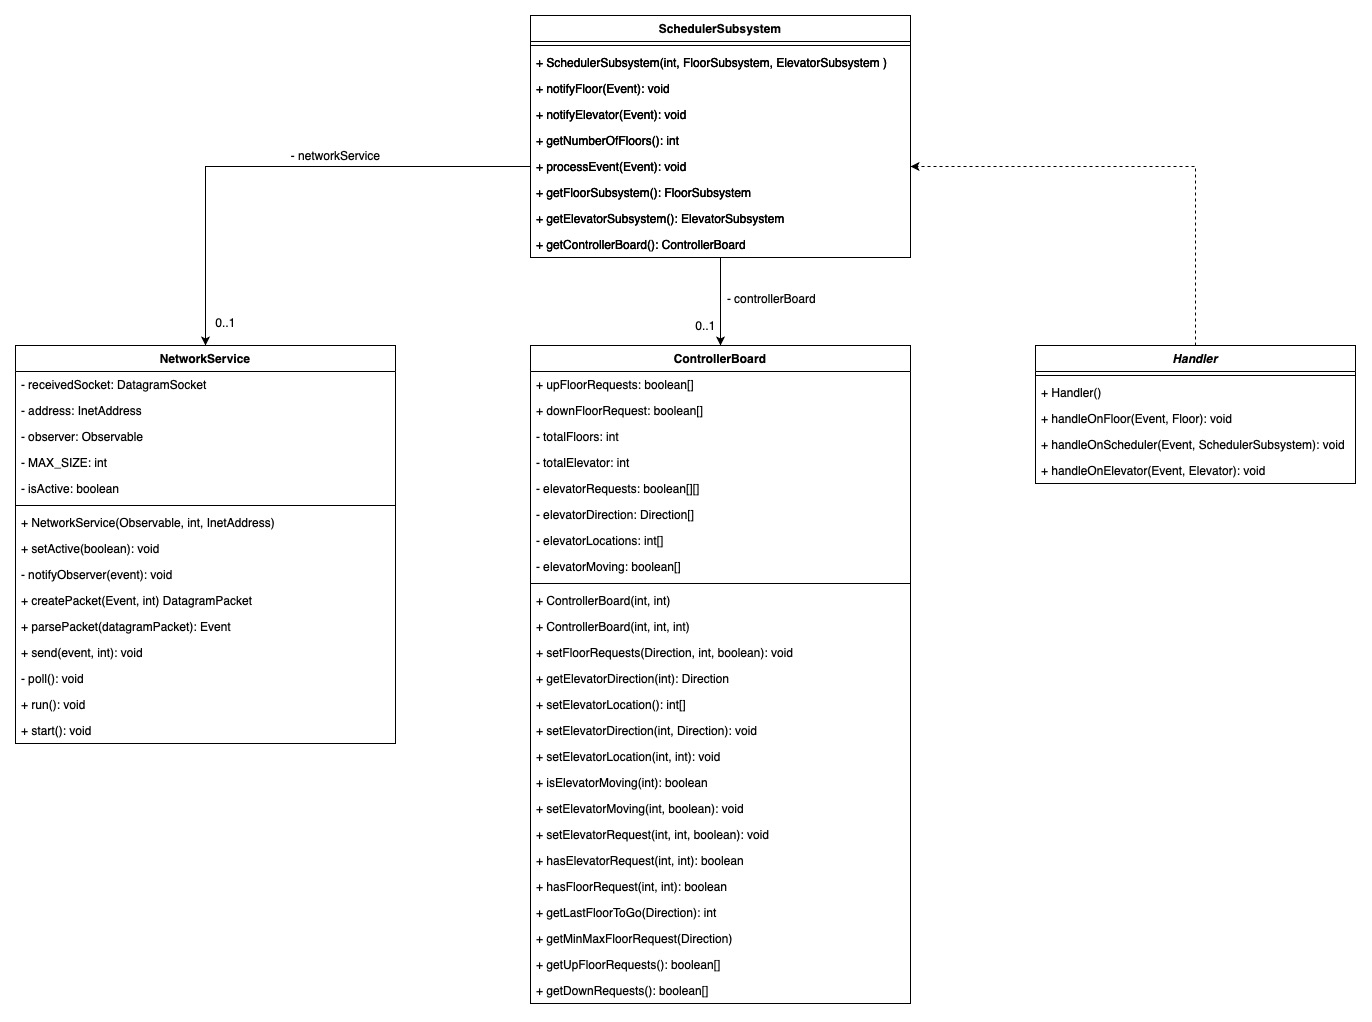 SchedulerSubsystem
+ SchedulerSubsystem(int, FloorSubsystem, ElevatorSubsystem )
+ notifyFloor(Event): void
+ notifyElevator(Event): void
+ getNumberOfFloors(): int
+ processEvent(Event): void
+ getFloorSubsystem(): FloorSubsystem
+ getElevatorSubsystem(): ElevatorSubsystem
+ getControllerBoard(): ControllerBoard
- networkService
0..1
- controllerBoard
0..1
NetworkService
- receivedSocket: DatagramSocket
- address: InetAddress
- observer: Observable
- MAX_SIZE: int
- isActive: boolean
+ NetworkService(Observable, int, InetAddress)
+ setActive(boolean): void
- notifyObserver(event): void
+ createPacket(Event, int) DatagramPacket
+ parsePacket(datagramPacket): Event
+ send(event, int): void
- poll(): void
+ run(): void
+ start(): void
ControllerBoard
+ upFloorRequests: boolean[]
+ downFloorRequest: boolean[]
- totalFloors: int
- totalElevator: int
- elevatorRequests: boolean[][]
- elevatorDirection: Direction[]
- elevatorLocations: int[]
- elevatorMoving: boolean[]
+ ControllerBoard(int, int)
+ ControllerBoard(int, int, int)
+ setFloorRequests(Direction, int, boolean): void
+ getElevatorDirection(int): Direction
+ setElevatorLocation(): int[]
+ setElevatorDirection(int, Direction): void
+ setElevatorLocation(int, int): void
+ isElevatorMoving(int): boolean
+ setElevatorMoving(int, boolean): void
+ setElevatorRequest(int, int, boolean): void
+ hasElevatorRequest(int, int): boolean
+ hasFloorRequest(int, int): boolean
+ getLastFloorToGo(Direction): int
+ getMinMaxFloorRequest(Direction)
+ getUpFloorRequests(): boolean[]
+ getDownRequests(): boolean[]
Handler
+ Handler()
+ handleOnFloor(Event, Floor): void
+ handleOnScheduler(Event, SchedulerSubsystem): void
+ handleOnElevator(Event, Elevator): void